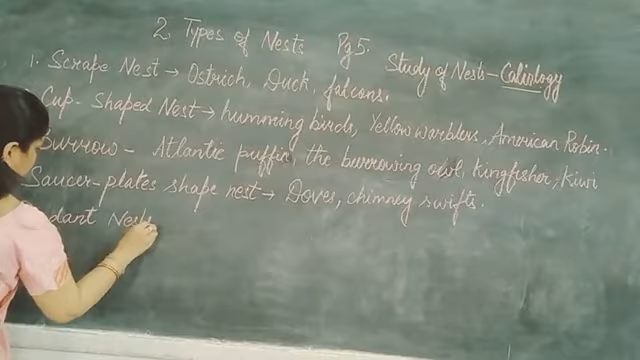 2. Types of Nests Pg 5.
Study of Nests - Caliology
1. Scrape Nest → Ostrich, Duck, falcons.
Cup-Shaped Nest → humming birds, Yellow warblers, American Robin.
Burrow - Atlantic puffin, the burrowing owl, kingfisher, Kiwi
Saucer-plates shape nest → Doves, chimney swifts.
dant Nests